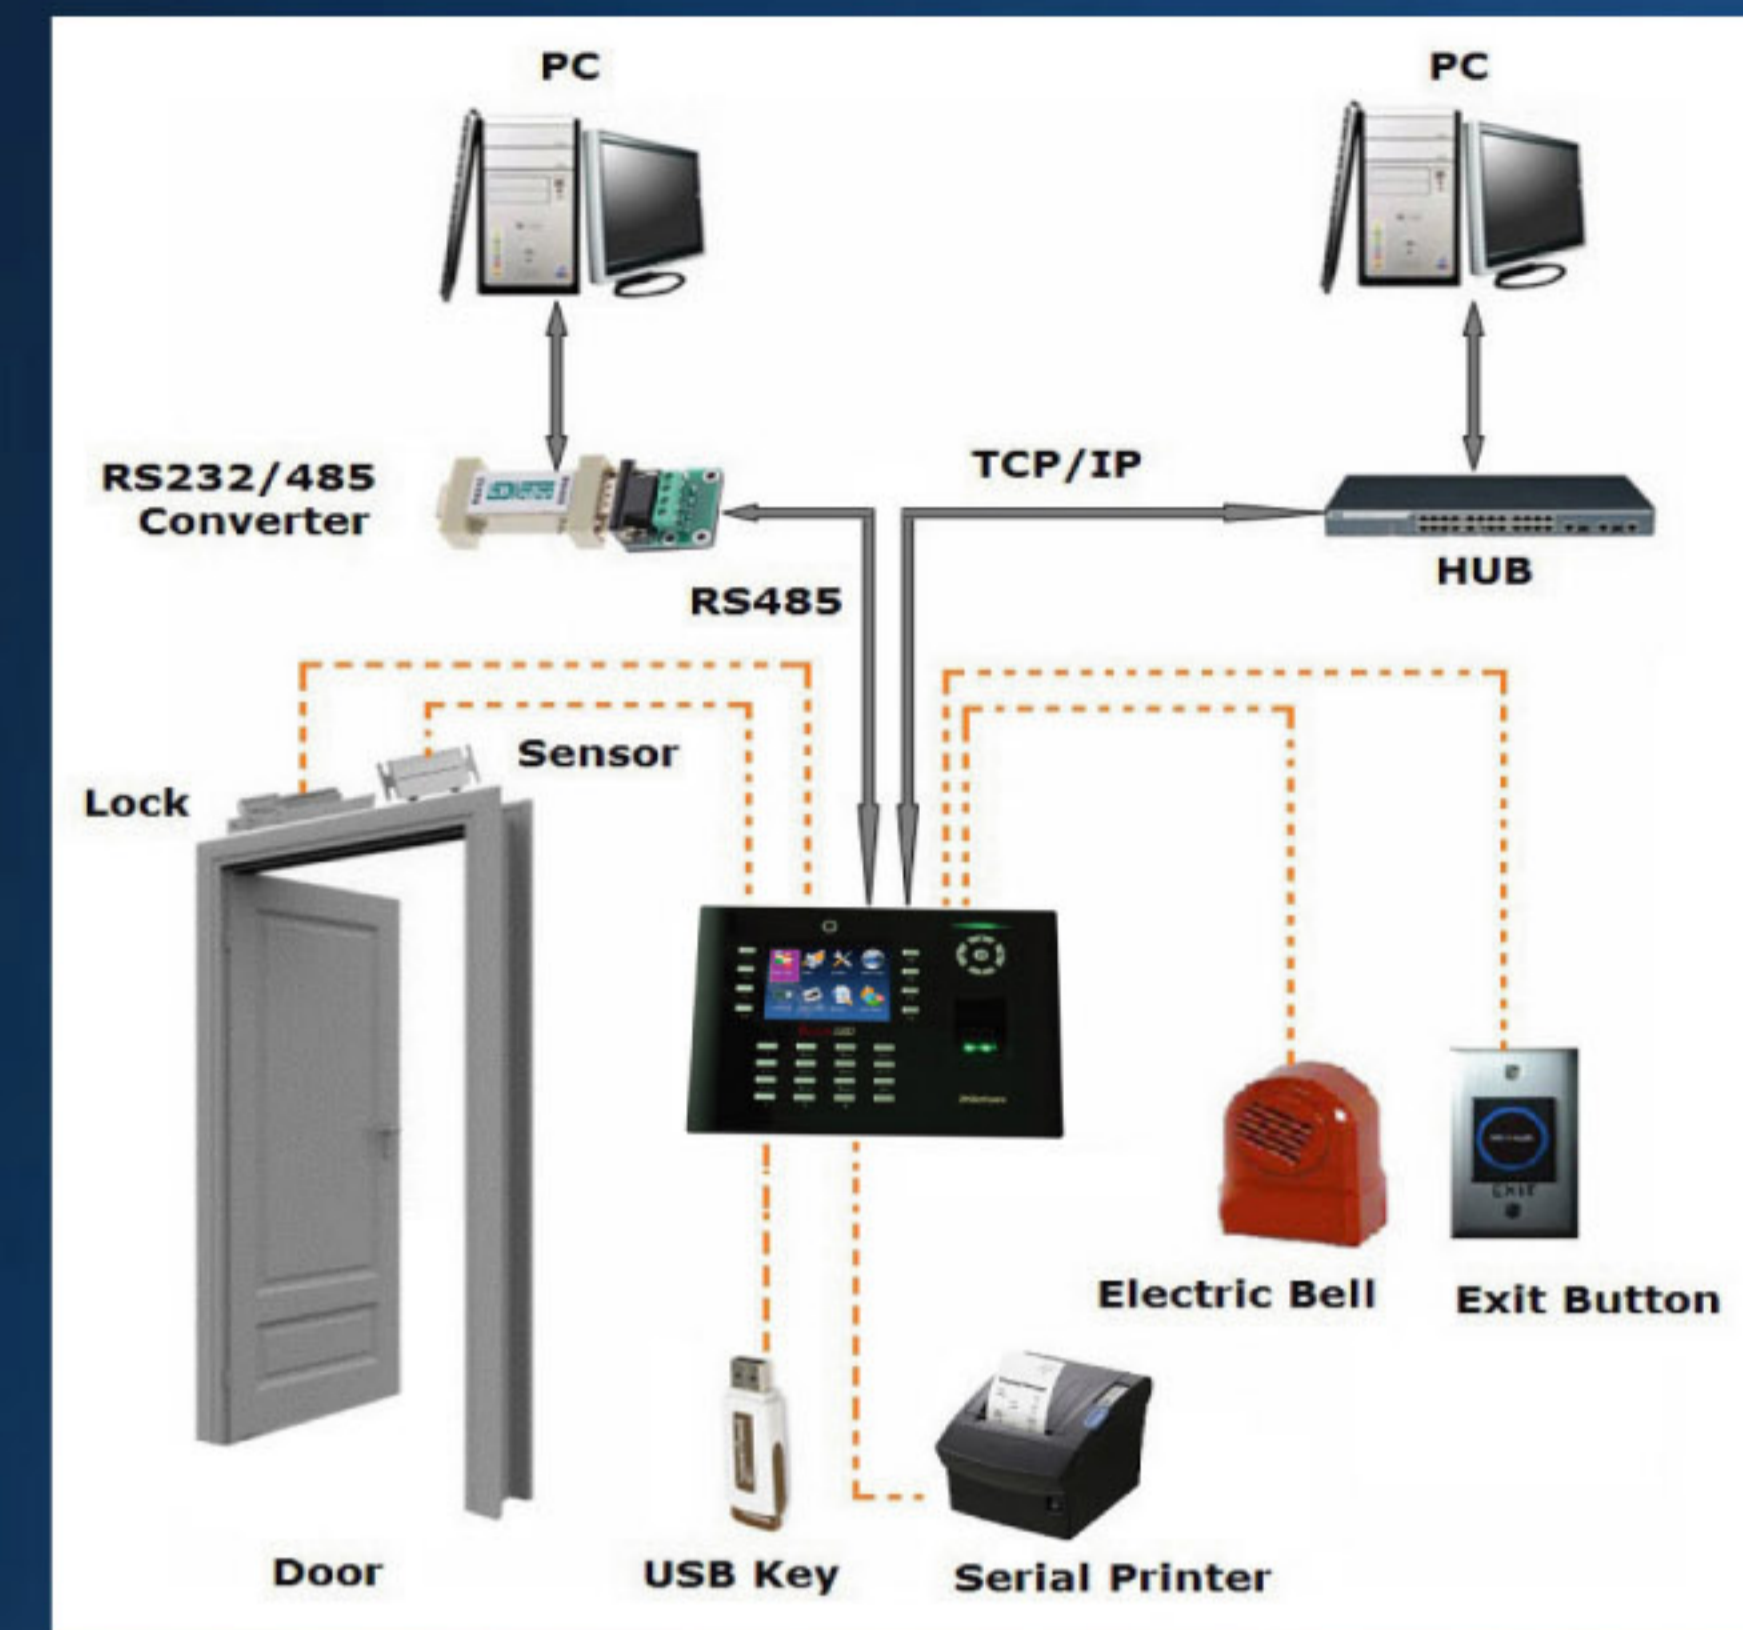 PC
PC
RS232/485
Converter
TCP/IP
HUB
RS485
Sensor
Lock
EXIT
Electric Bell
Exit Button
Door
USB Key
Serial Printer